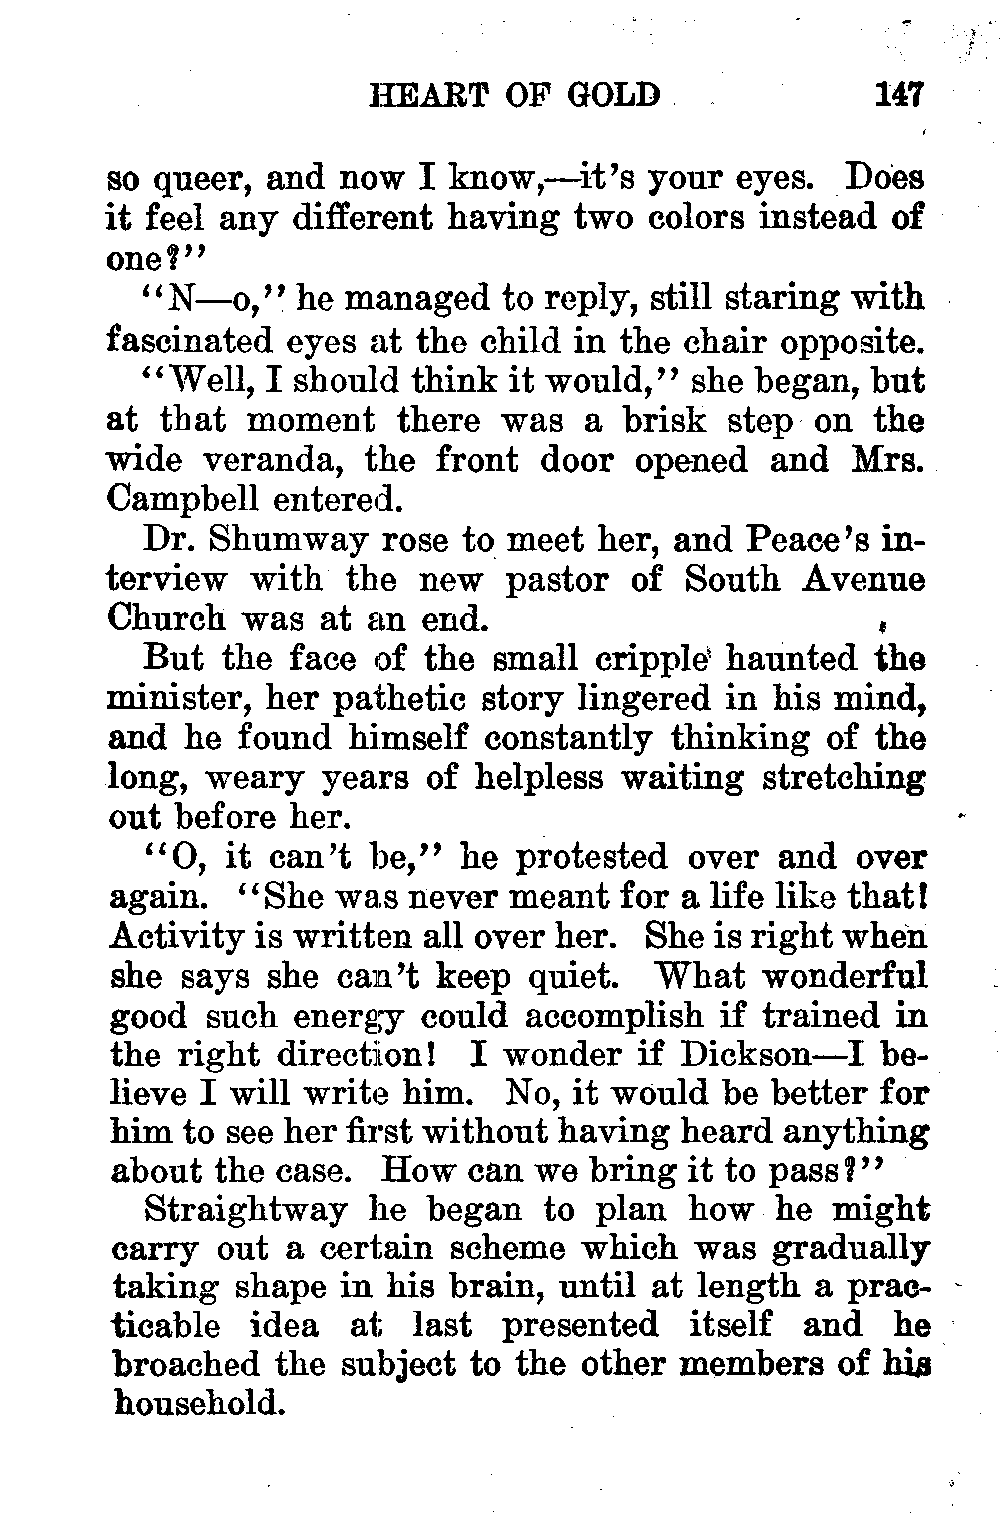 HEART OF GOLD 147
so queer, and now I know,—it's your eyes. Does
it feel any different having two colors instead of
one?"
"N—o," he managed to reply, still staring with
fascinated eyes at the child in the chair opposite.
"Well, I should think it would," she began, but
at that moment there was a brisk step on the
wide veranda, the front door opened and Mrs.
Campbell entered.
Dr. Shumway rose to meet her, and Peace's in-
terview with the new pastor of South Avenue
Church was at an end.
But the face of the small cripple haunted the
minister, her pathetic story lingered in his mind,
and he found himself constantly thinking of the
long, weary years of helpless waiting stretching
out before her.
"O, it can't be," he protested over and over
again. "She was never meant for a life like that!
Activity is written all over her. She is right when
she says she can't keep quiet. What wonderful
good such energy could accomplish if trained in
the right direction! I wonder if Dickson—I be-
lieve I will write him. No, it would be better for
him to see her first without having heard anything
about the case. How can we bring it to pass?"
Straightway he began to plan how he might
carry out a certain scheme which was gradually
taking shape in his brain, until at length a prac-
ticable idea at last presented itself and he
broached the subject to the other members of his
household.